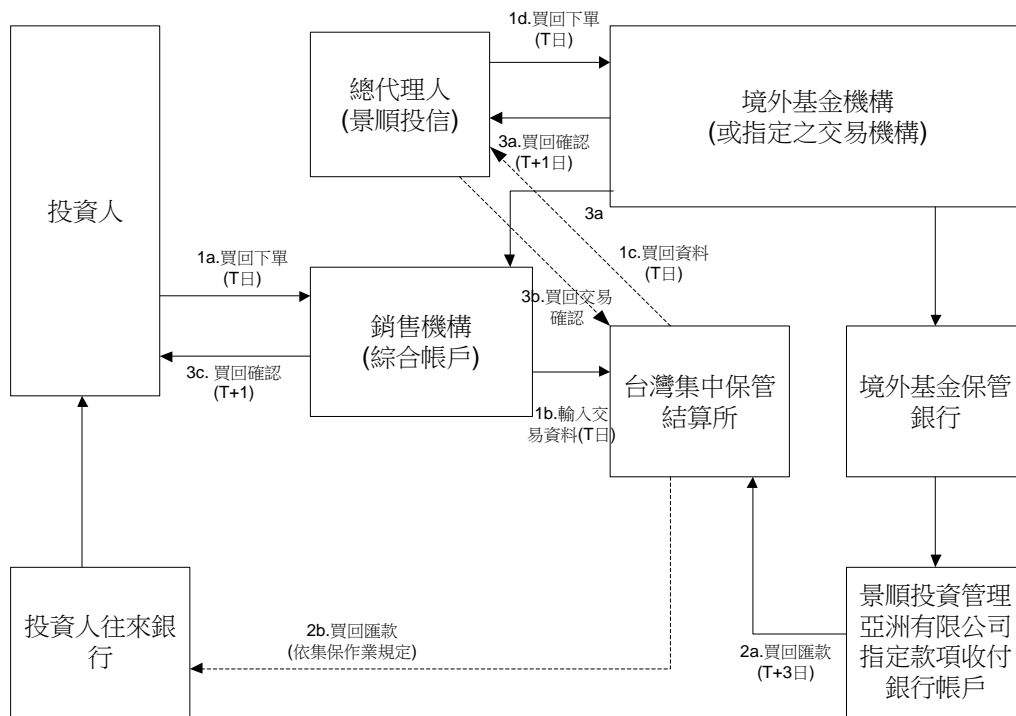 1d.買回下單
(T日)
投資人
總代理人
(景順投信)
境外基金機構
(或指定之交易機構)
3a.買回確認
(T+1日)
3a
1a.買回下單
(T日)
1c.買回資料
(T日)
銷售機構
(綜合帳戶)
3b.買回交易
確認
3c. 買回確認
(T+1)
1b.輸入交
易資料(T日)
台灣集中保管
結算所
境外基金保管
銀行
投資人往來銀
行
2b.買回匯款
(依集保作業規定)
2a.買回匯款
(T+3日)
景順投資管理
亞洲有限公司
指定款項收付
銀行帳戶